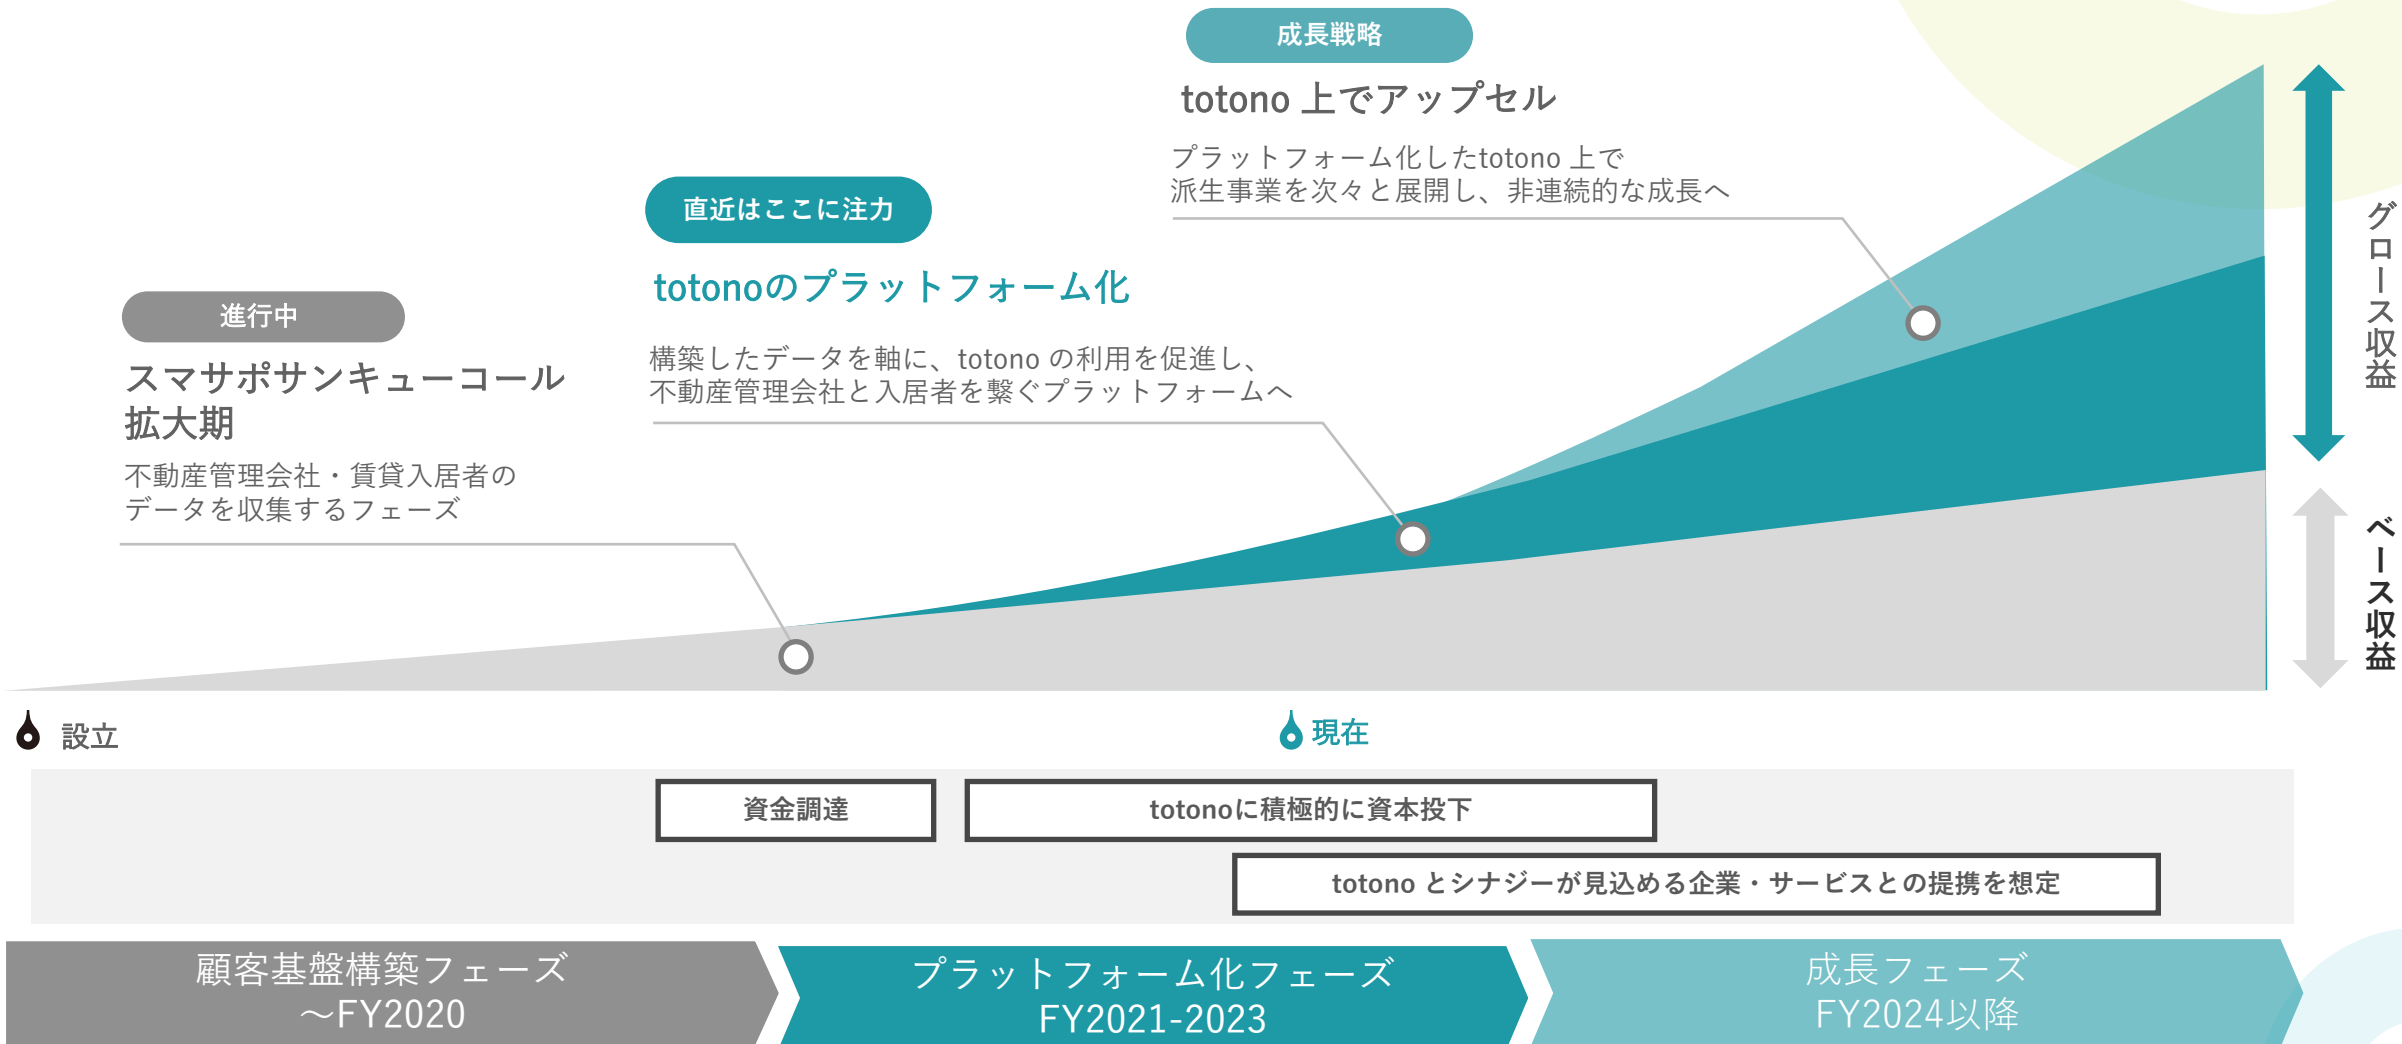 成長戦略
totono 上でアップセル
プラットフォーム化したtotono 上で
派生事業を次々と展開し、非連続的な成長へ
直近はここに注力
totonoのプラットフォーム化
構築したデータを軸に、totono の利用を促進し、
不動産管理会社と入居者を繋ぐプラットフォームへ
進行中
スマサポサンキューコール
拡大期
不動産管理会社・賃貸入居者の
データを収集するフェーズ
グロース収益
ベース収益
設立
現在
資金調達
totonoに積極的に資本投下
totono とシナジーが見込める企業・サービスとの提携を想定
顧客基盤構築フェーズ
～FY2020
プラットフォーム化フェーズ
FY2021-2023
成長フェーズ
FY2024以降